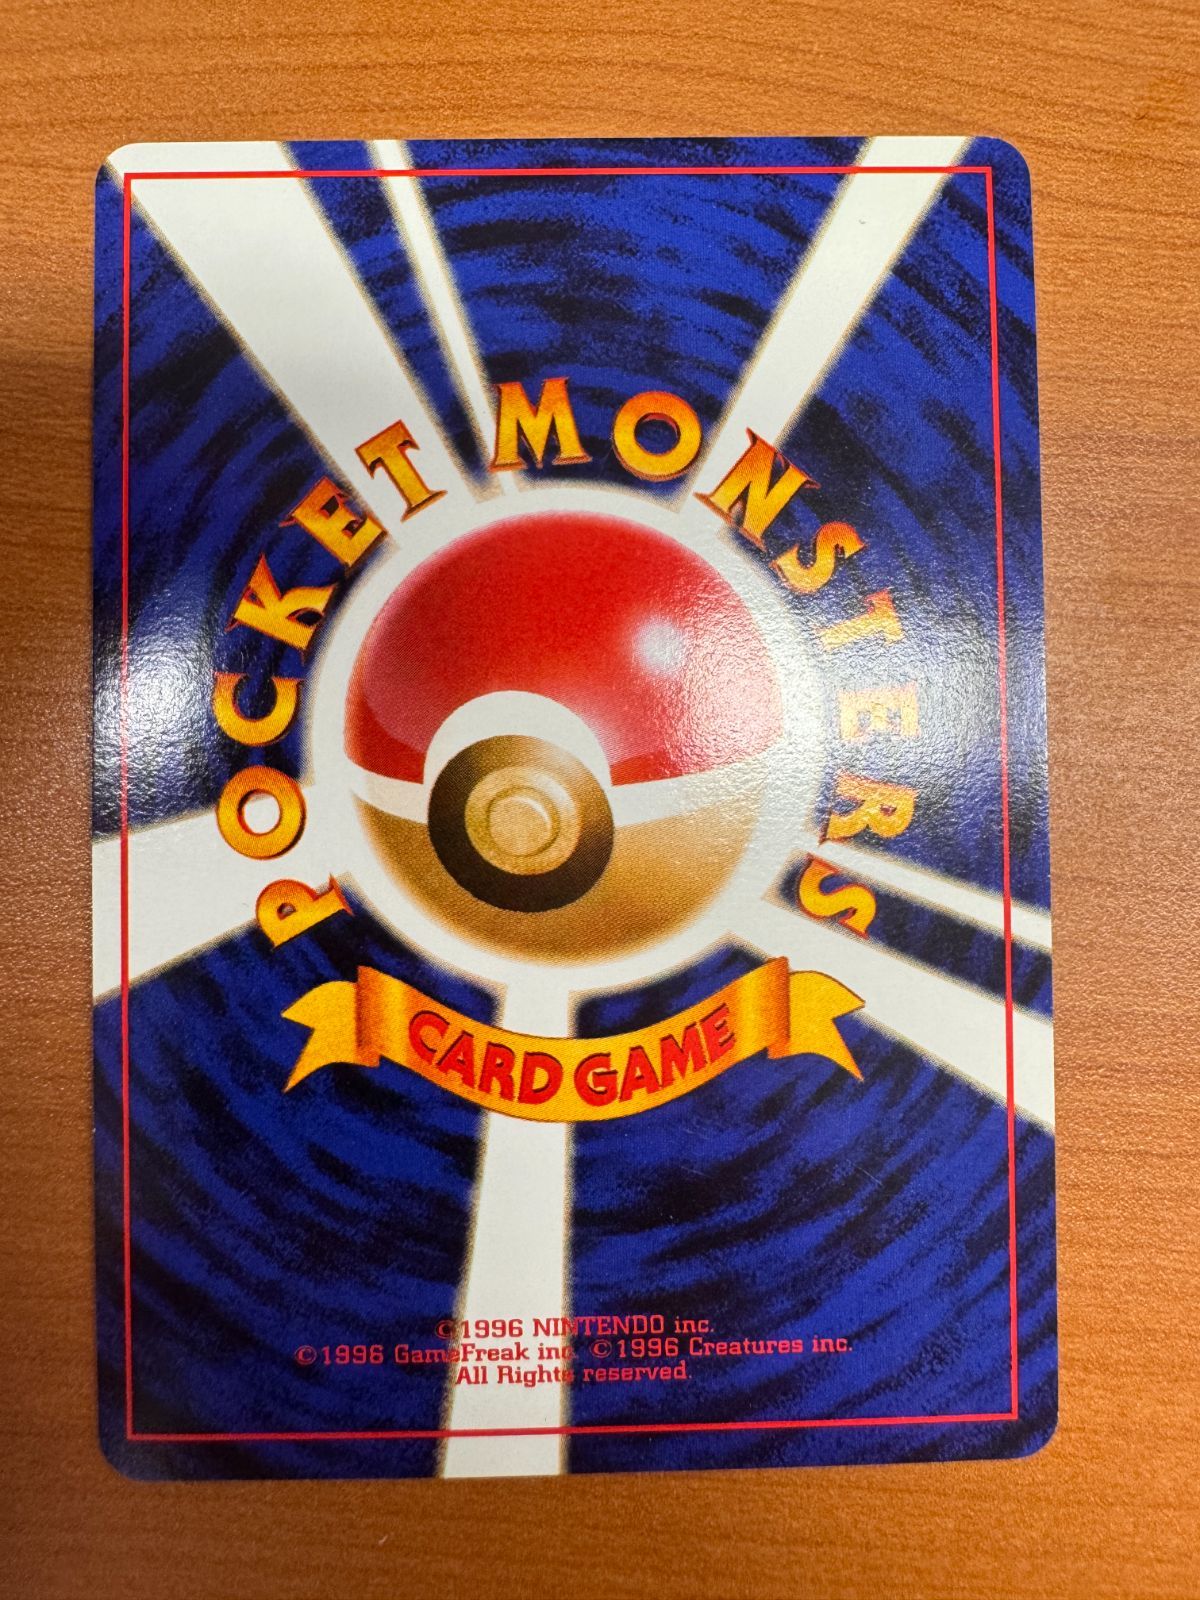 POCKET MONSTERS
CARD GAME
©1996 NINTENDO inc.
©1996 GameFreak inc. ©1996 Creatures inc.
All Rights reserved.